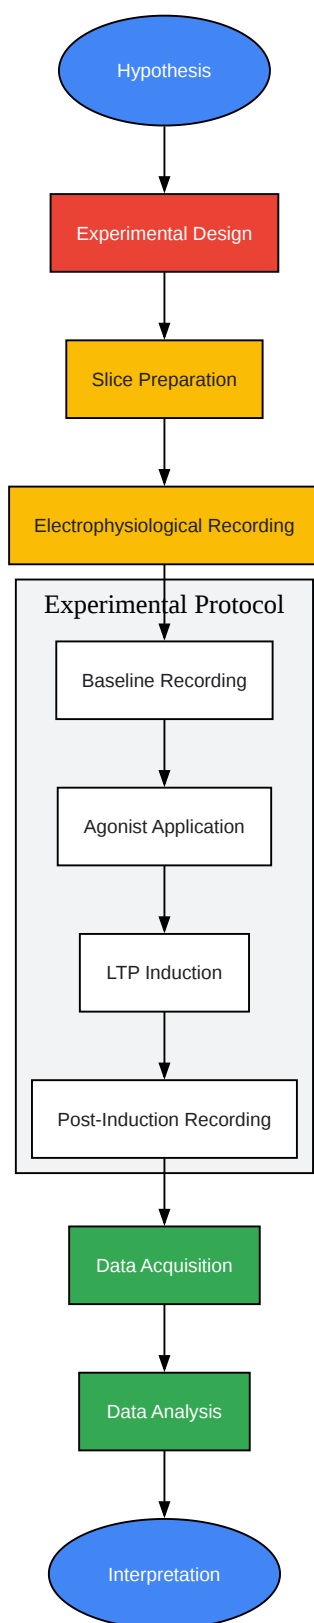 Hypothesis
Experimental Design
Slice Preparation
Electrophysiological Recording
Experimental Protocol
Baseline Recording
Agonist Application
LTP Induction
Post-Induction Recording
Data Acquisition
Data Analysis
Interpretation